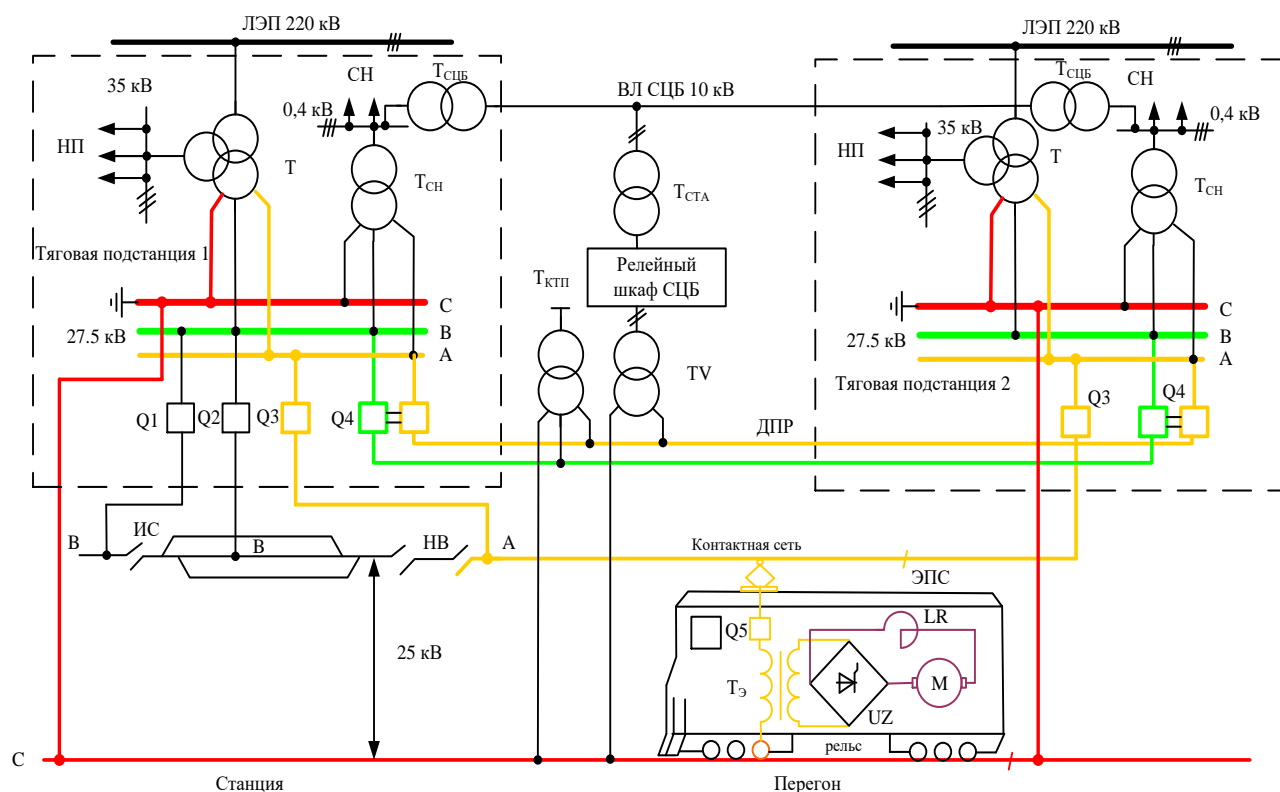 ЛЭП 220 кВ
ЛЭП 220 кВ
35 кВ
СН
ТСЦБ
0,4 кВ
ВЛ СЦБ 10 кВ
ТСЦБ
СН
0,4 кВ
35 кВ
НП
Т
ТСН
ТСТА
НП
Т
ТСН
Тяговая подстанция 1
ТКТП
Релейный
шкаф СЦБ
С
В
А
27.5 кВ
TV
С
В
А
27.5 кВ
Тяговая подстанция 2
Q1
Q2
Q3
Q4
ДПР
Q3
Q4
В
ИС
В
НВ
А
Контактная сеть
ЭПС
25 кВ
Q5
LR
ТЭ
М
UZ
рельс
С
Станция
Перегон